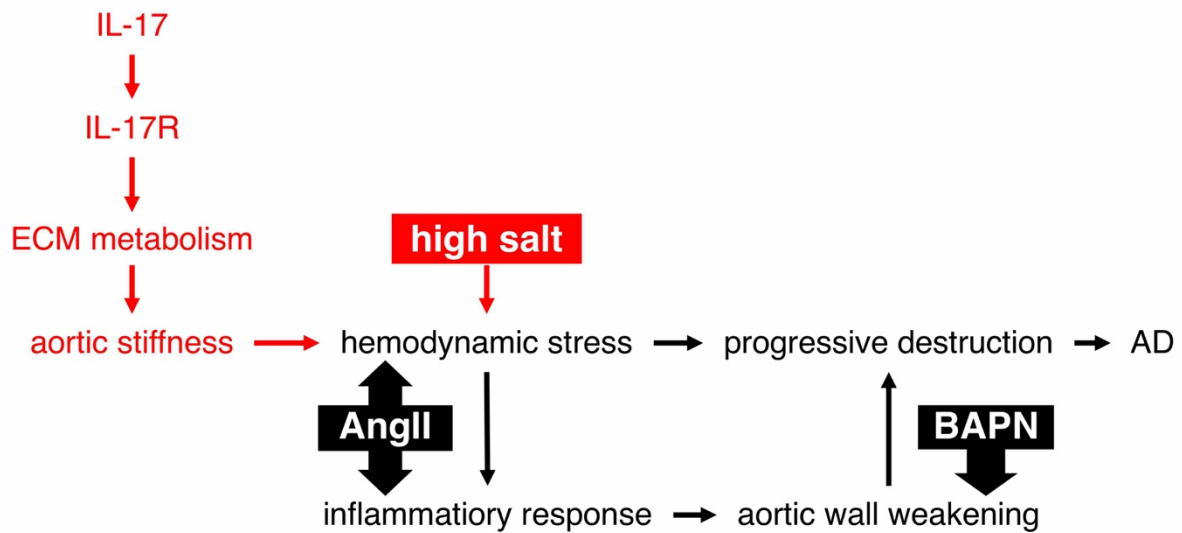 IL-17
IL-17R
ECM metabolism
high salt
aortic stiffness
hemodynamic stress
progressive destruction
AD
AngII
BAPN
inflammatiory response
aortic wall weakening